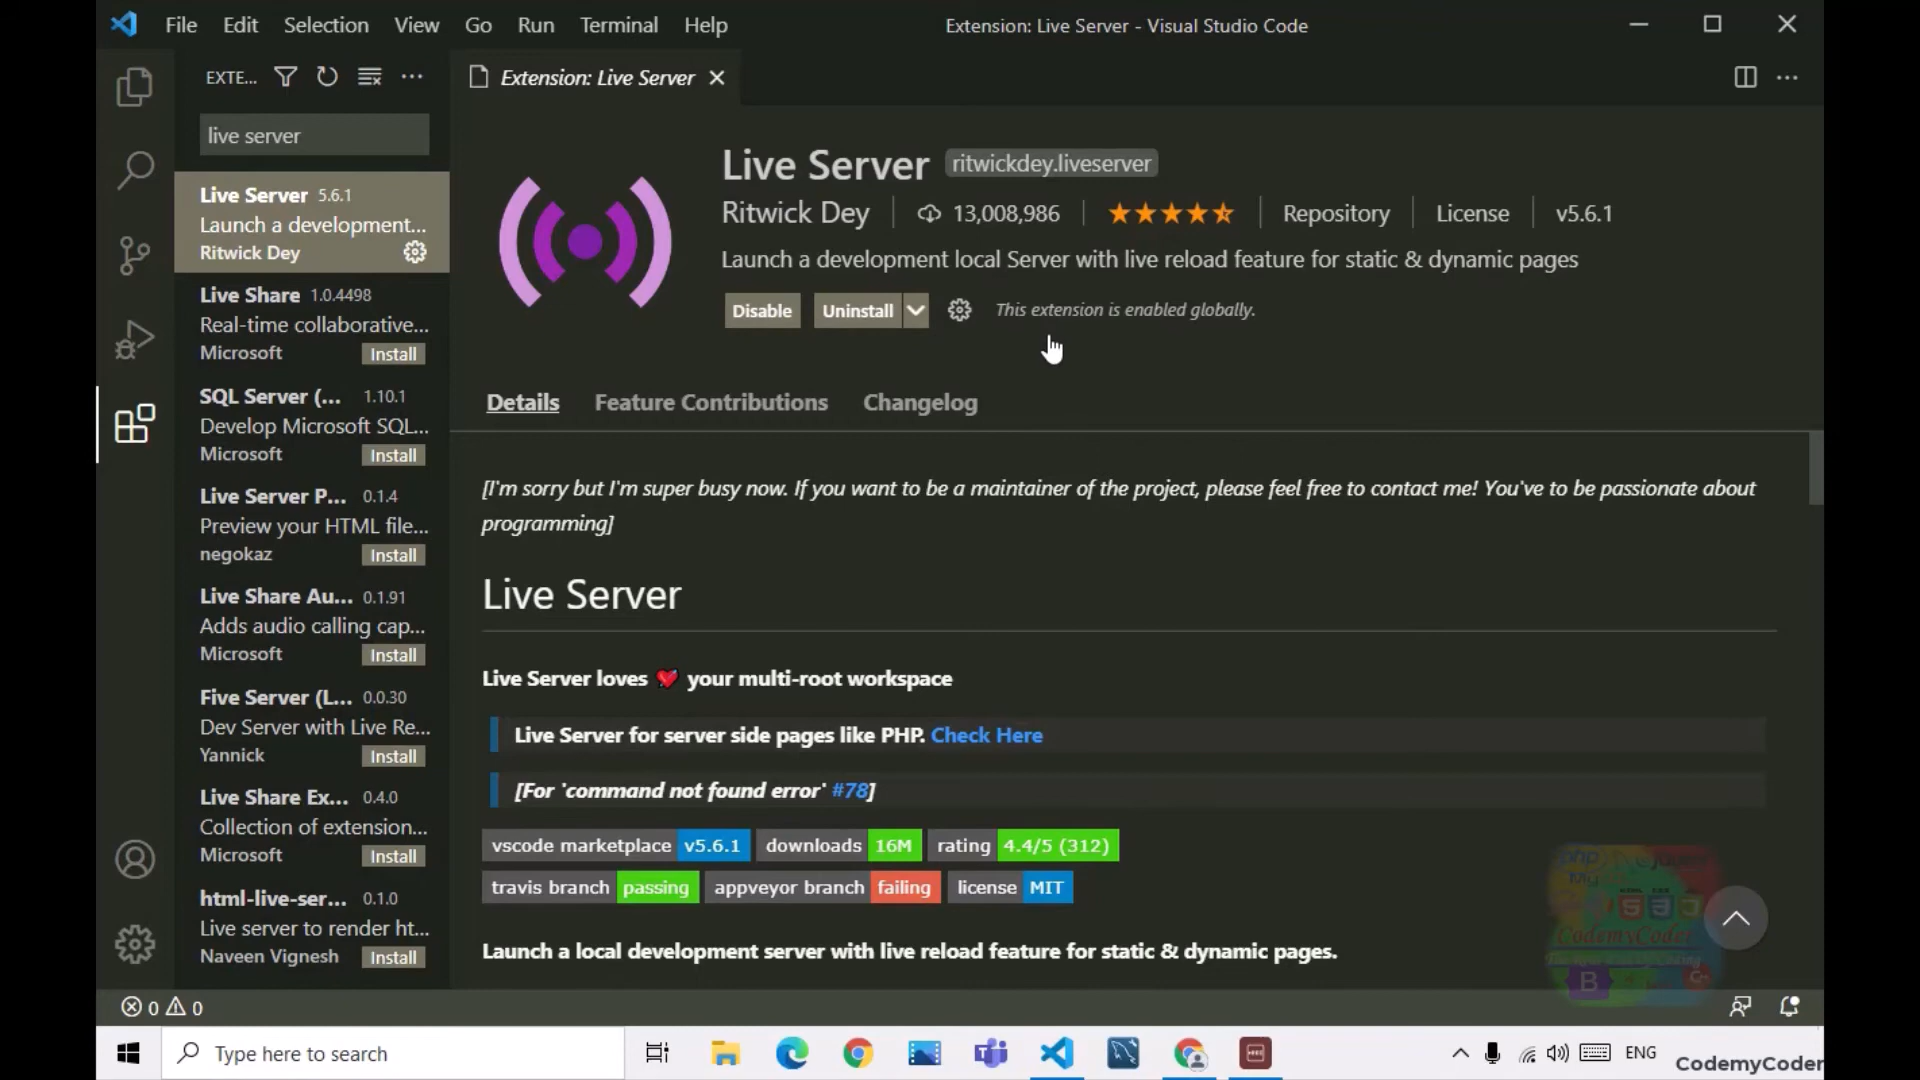 File Edit Selection View Go Run Terminal Help
Extension: Live Server - Visual Studio Code
EXTE...
live server
Live Server 5.6.1
Launch a development...
Ritwick Dey
Live Share 1.0.4498
Real-time collaborative...
Microsoft Install
SQL Server (... 1.10.1
Develop Microsoft SQL...
Microsoft Install
Live Server P... 0.1.4
Preview your HTML file...
negokaz Install
Live Share Au... 0.1.91
Adds audio calling cap...
Microsoft Install
Five Server (L... 0.0.30
Dev Server with Live Re...
Yannick Install
Live Share Ex... 0.4.0
Collection of extension...
Microsoft Install
html-live-ser... 0.1.0
Live server to render ht...
Naveen Vignesh Install
Extension: Live Server
Live Server ritwickdey.liveserver
Ritwick Dey 13,008,986 Repository License v5.6.1
Launch a development local Server with live reload feature for static & dynamic pages
Disable Uninstall This extension is enabled globally.
Details Feature Contributions Changelog
[I'm sorry but I'm super busy now. If you want to be a maintainer of the project, please feel free to contact me! You've to be passionate about
programming]
Live Server
Live Server loves your multi-root workspace
Live Server for server side pages like PHP. Check Here
[For `command not found error` #78]
vscode marketplace v5.6.1 downloads 16M rating 4.4/5 (312)
travis branch passing appveyor branch failing license MIT
Launch a local development server with live reload feature for static & dynamic pages.
php
My
CodemyCoder
B
0 0
Type here to search
ENG
CodemyCoder